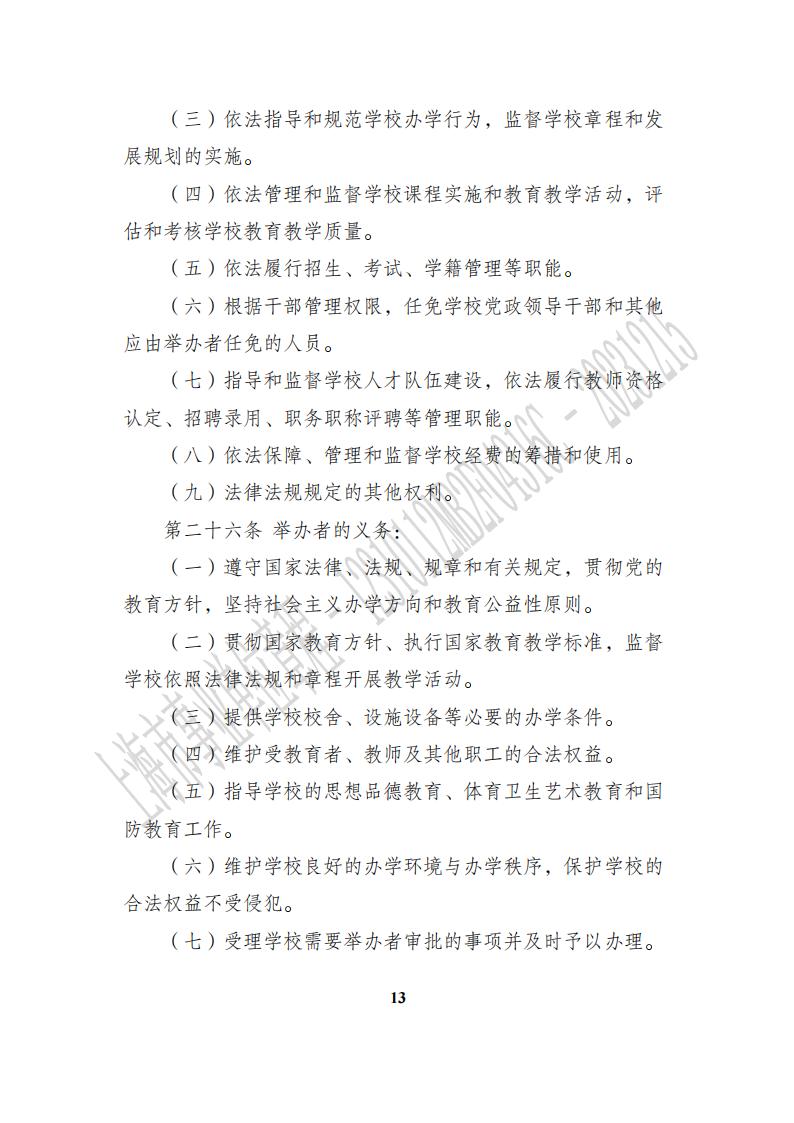 （三）依法指导和规范学校办学行为，监督学校章程和发
展规划的实施。
（四）依法管理和监督学校课程实施和教育教学活动，评
估和考核学校教育教学质量。
（五）依法履行招生、考试、学籍管理等职能。
（六）根据干部管理权限，任免学校党政领导干部和其他
应由举办者任免的人员。
（七）指导和监督学校人才队伍建设，依法履行教师资格
认定、招聘录用、职务职称评聘等管理职能。
（八）依法保障、管理和监督学校经费的筹措和使用。
（九）法律法规规定的其他权利。
第二十六条 举办者的义务：
（一）遵守国家法律、法规、规章和有关规定，贯彻党的
教育方针，坚持社会主义办学方向和教育公益性原则。
（二）贯彻国家教育方针、执行国家教育教学标准，监督
学校依照法律法规和章程开展教学活动。
（三）提供学校校舍、设施设备等必要的办学条件。
（四）维护受教育者、教师及其他职工的合法权益。
（五）指导学校的思想品德教育、体育卫生艺术教育和国
防教育工作。
（六）维护学校良好的办学环境与办学秩序，保护学校的
合法权益不受侵犯。
（七）受理学校需要举办者审批的事项并及时予以办理。
13